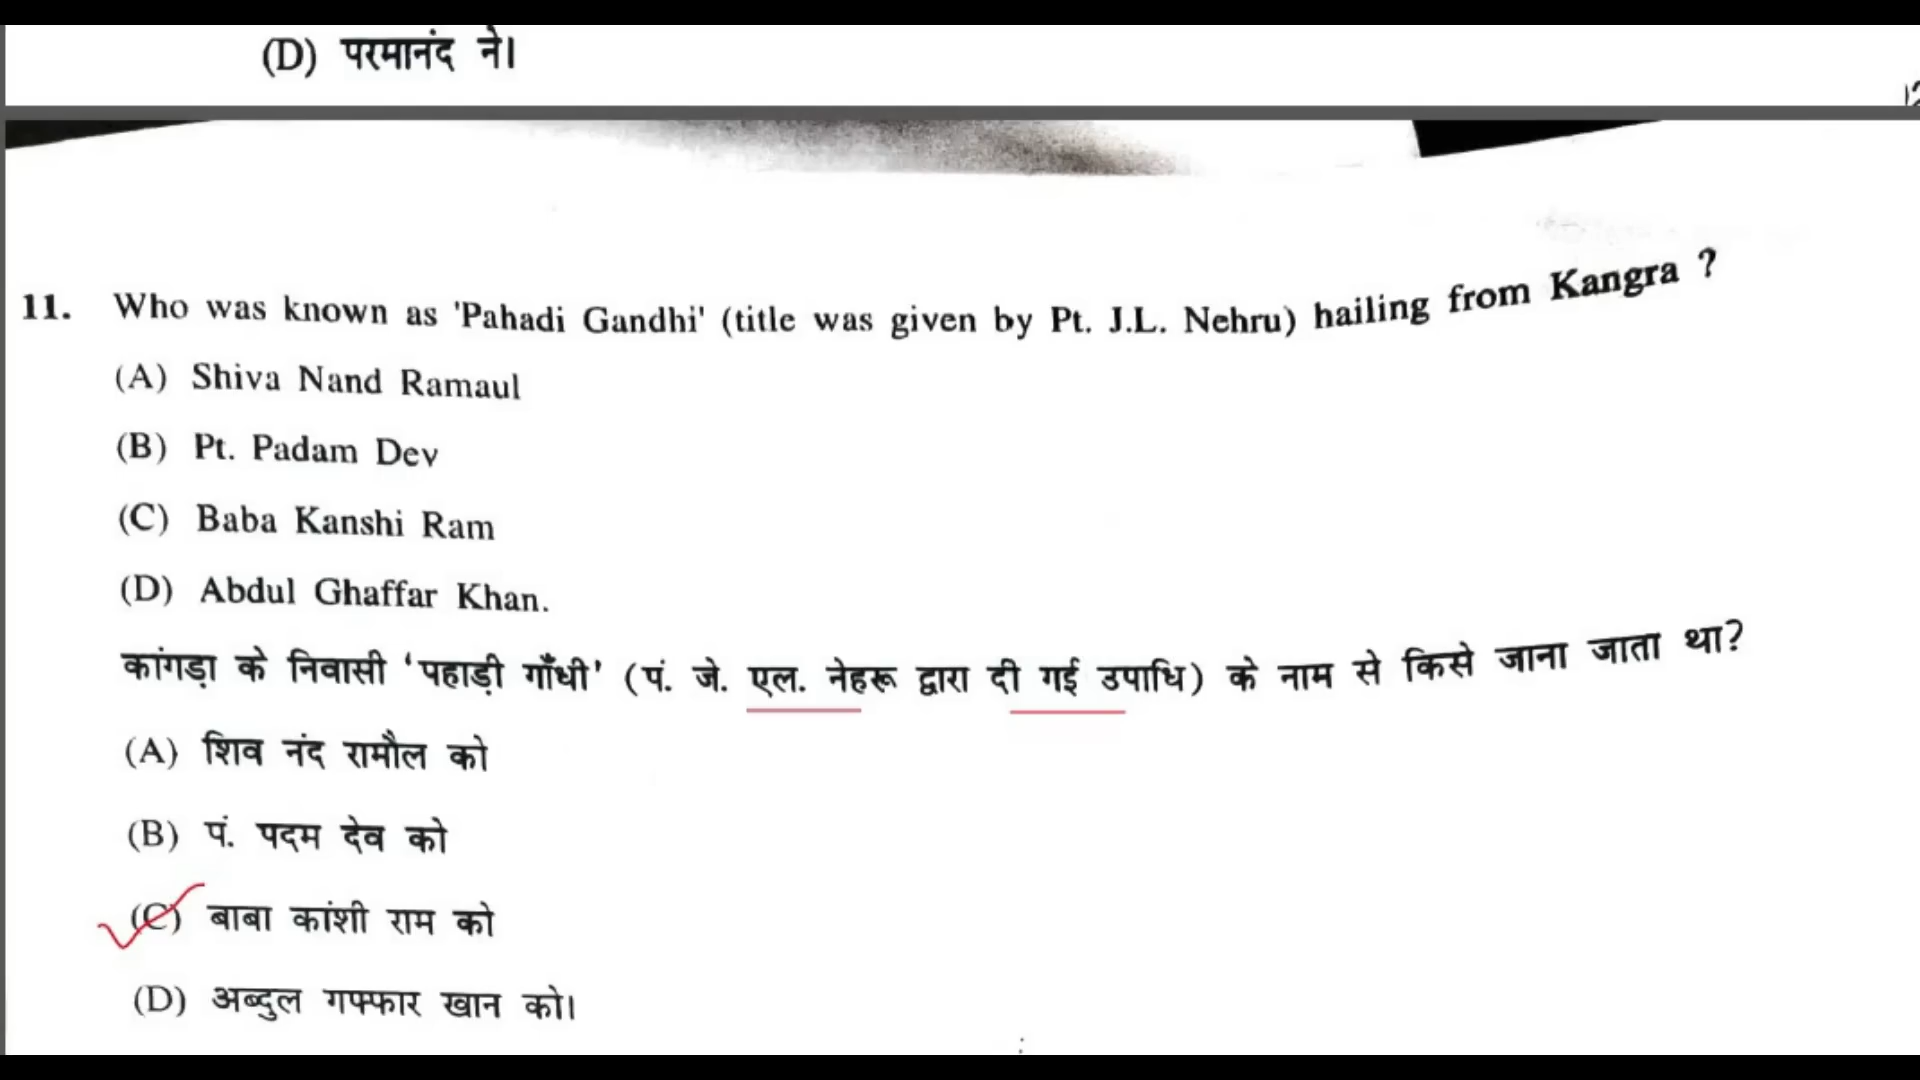 (D) परमानंद ने।
11. Who was known as 'Pahadi Gandhi' (title was given by Pt. J.L. Nehru) hailing from Kangra ?
(A) Shiva Nand Ramaul
(B) Pt. Padam Dev
(C) Baba Kanshi Ram
(D) Abdul Ghaffar Khan.
कांगड़ा के निवासी 'पहाड़ी गाँधी' (पं. जे. एल. नेहरू द्वारा दी गई उपाधि) के नाम से किसे जाना जाता था?
(A) शिव नंद रामौल को
(B) पं. पदम देव को
(C) बाबा कांशी राम को
(D) अब्दुल गफ्फार खान को।